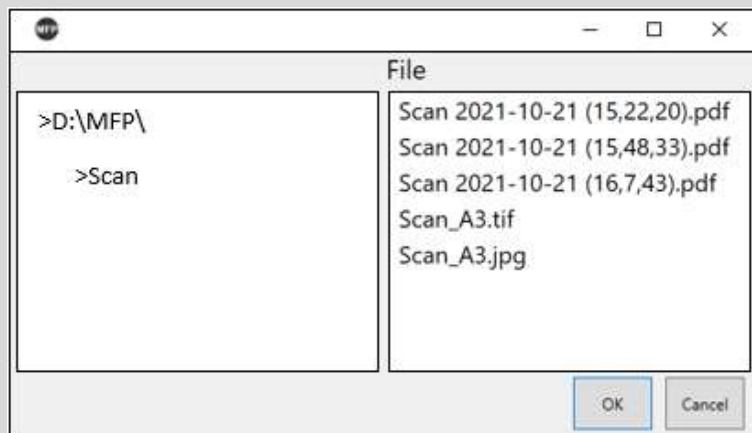 MFP
File
>D:\MFP\
>Scan
Scan 2021-10-21 (15,22,20).pdf
Scan 2021-10-21 (15,48,33).pdf
Scan 2021-10-21 (16,7,43).pdf
Scan_A3.tif
Scan_A3.jpg
OK
Cancel